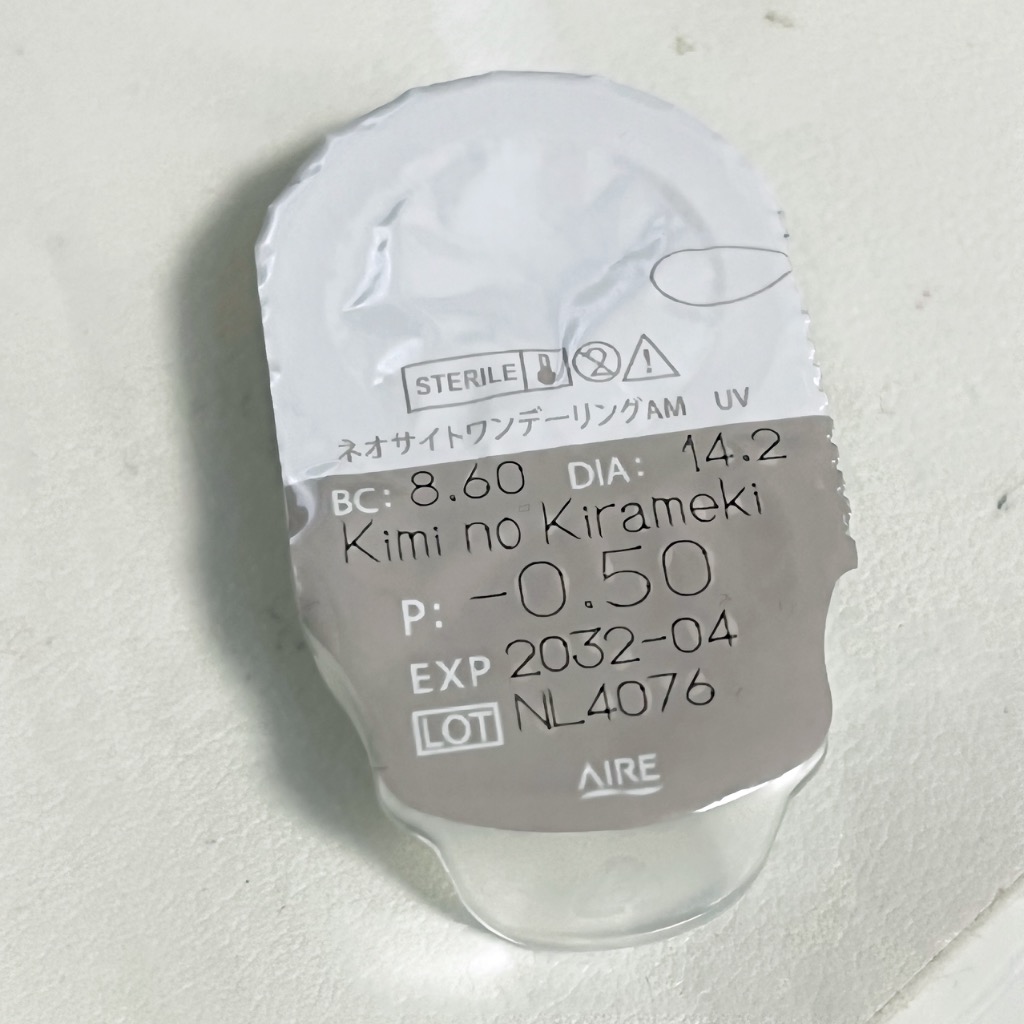 STERILE
ネオサイトワンデーリングAM UV
BC: 8.60 DIA: 14.2
Kimi no Kirameki
P: -0.50
EXP 2032-04
LOT NL4076
AIRE